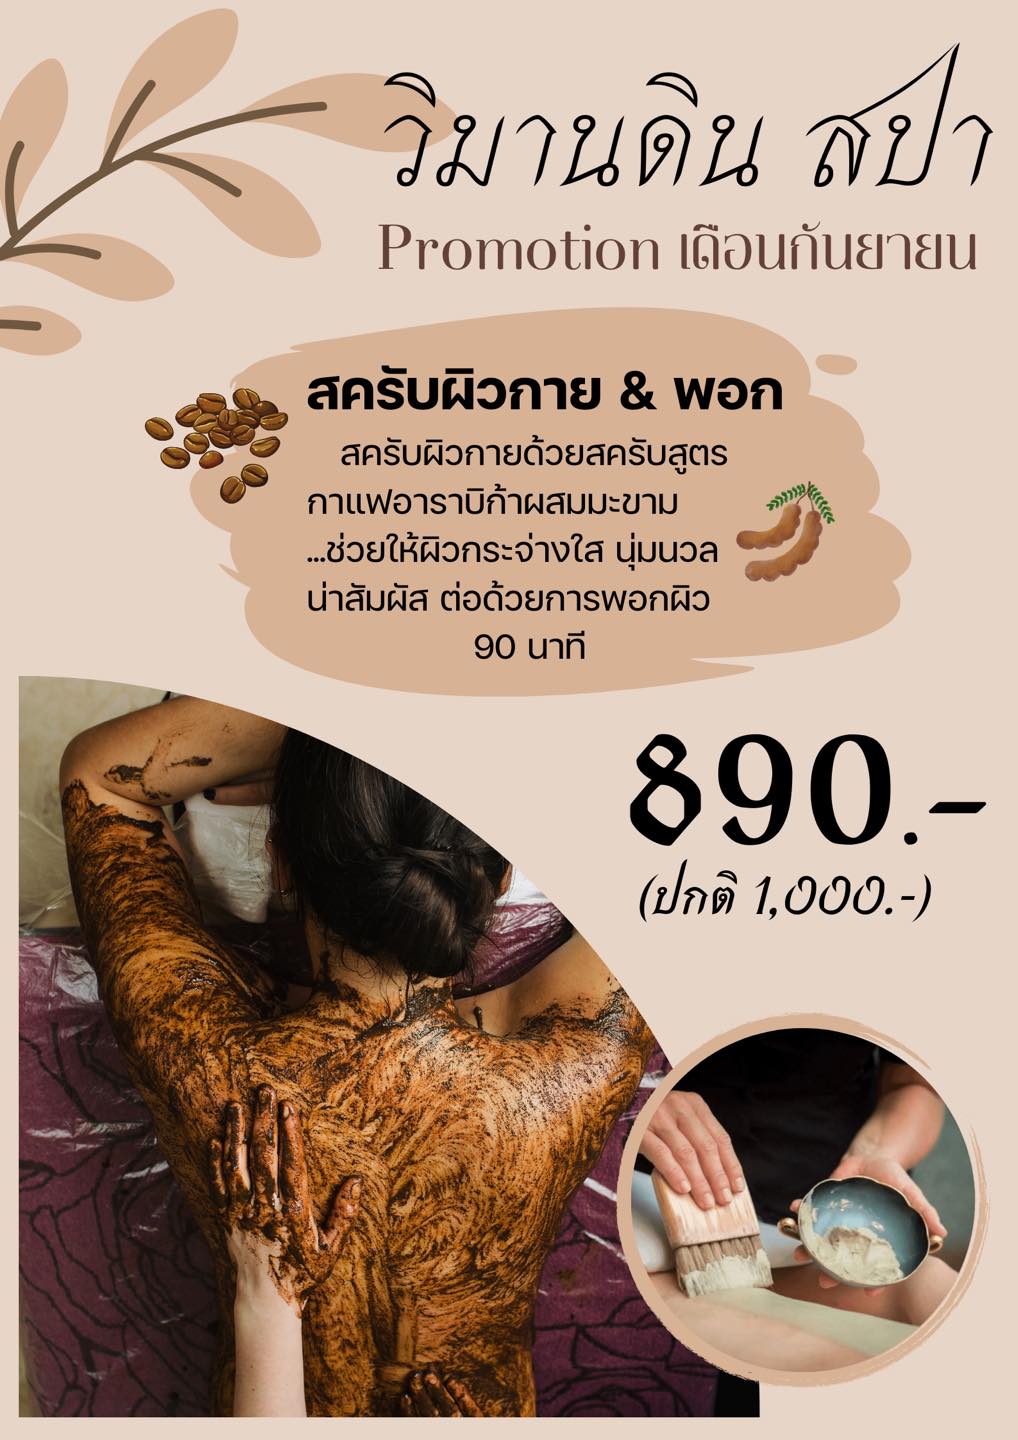 วิมานดิน สปา
Promotion เดือนกันยายน
สครับผิวกาย & พอก
สครับผิวกายด้วยสครับสูตร
กาแฟอาราบิก้าผสมมะขาม
...ช่วยให้ผิวกระจ่างใส นุ่มนวล
น่าสัมผัส ต่อด้วยการพอกผิว
90 นาที
890.-
(ปกติ 1,000.-)